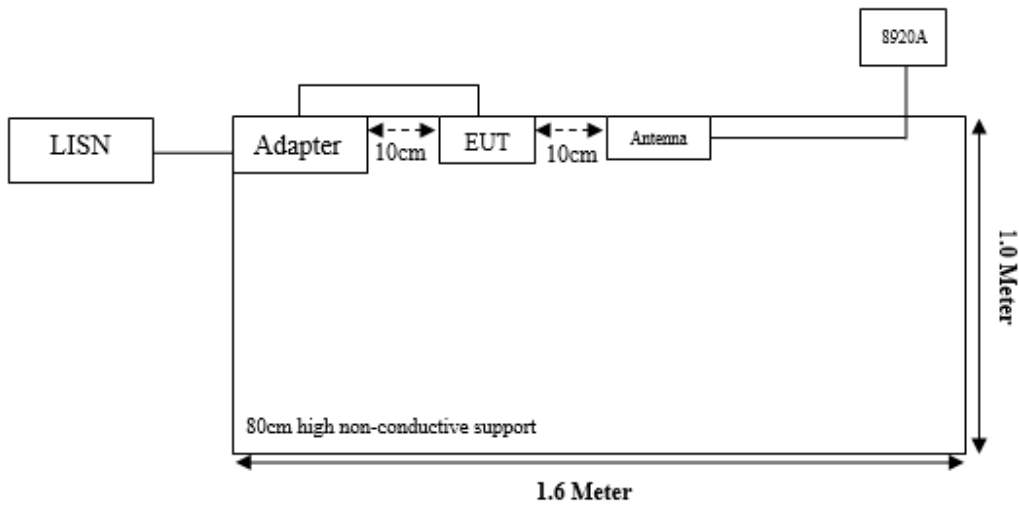 8920A
LISN
Adapter
10cm
EUT
10cm
Antenna
1.0 Meter
80cm high non-conductive support
1.6 Meter